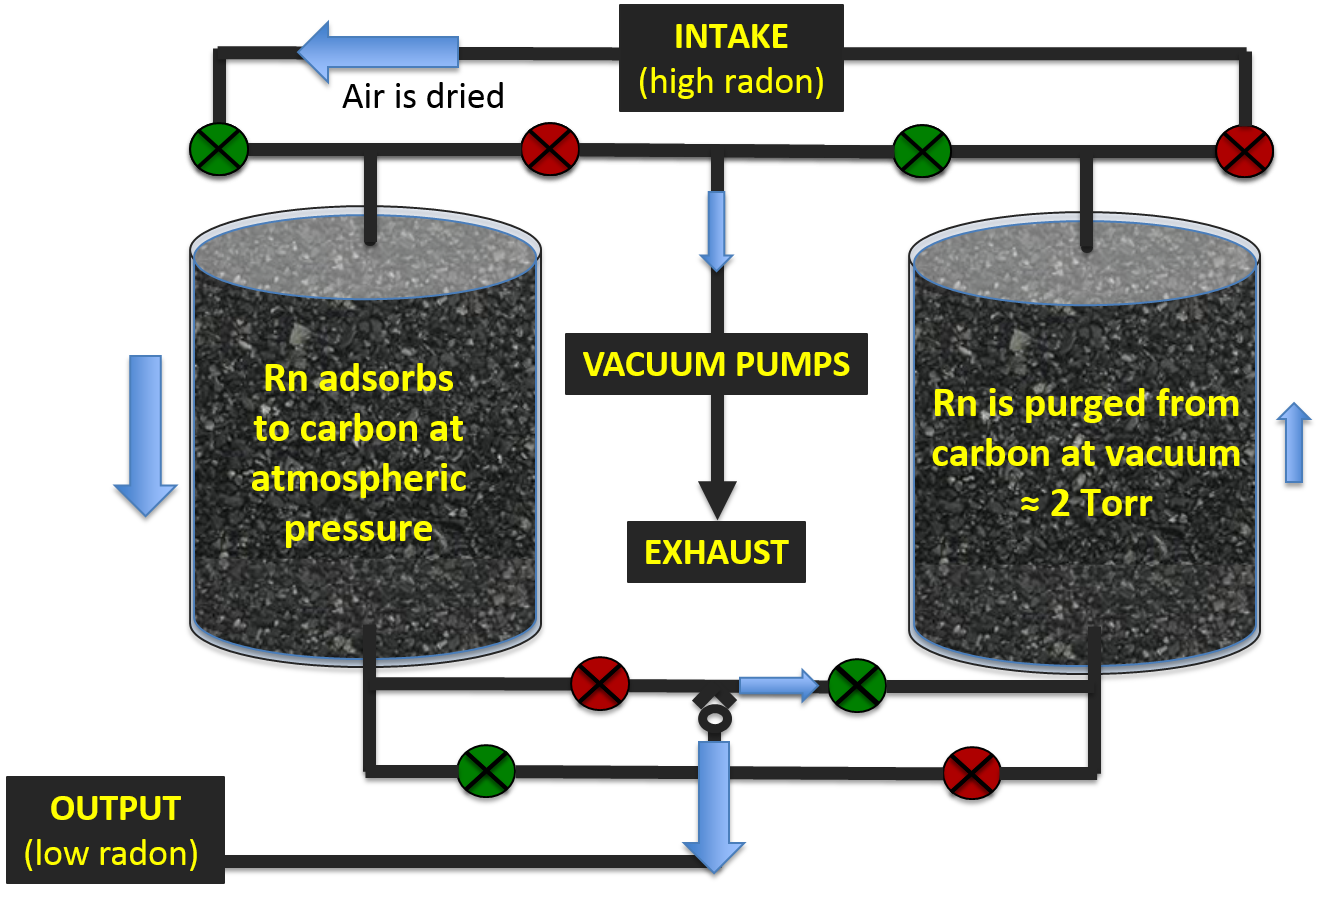 INTAKE
(high radon)
Air is dried
Rn adsorbs
to carbon at
atmospheric
pressure
VACUUM PUMPS
EXHAUST
Rn is purged from
carbon at vacuum
≈ 2 Torr
OUTPUT
(low radon)